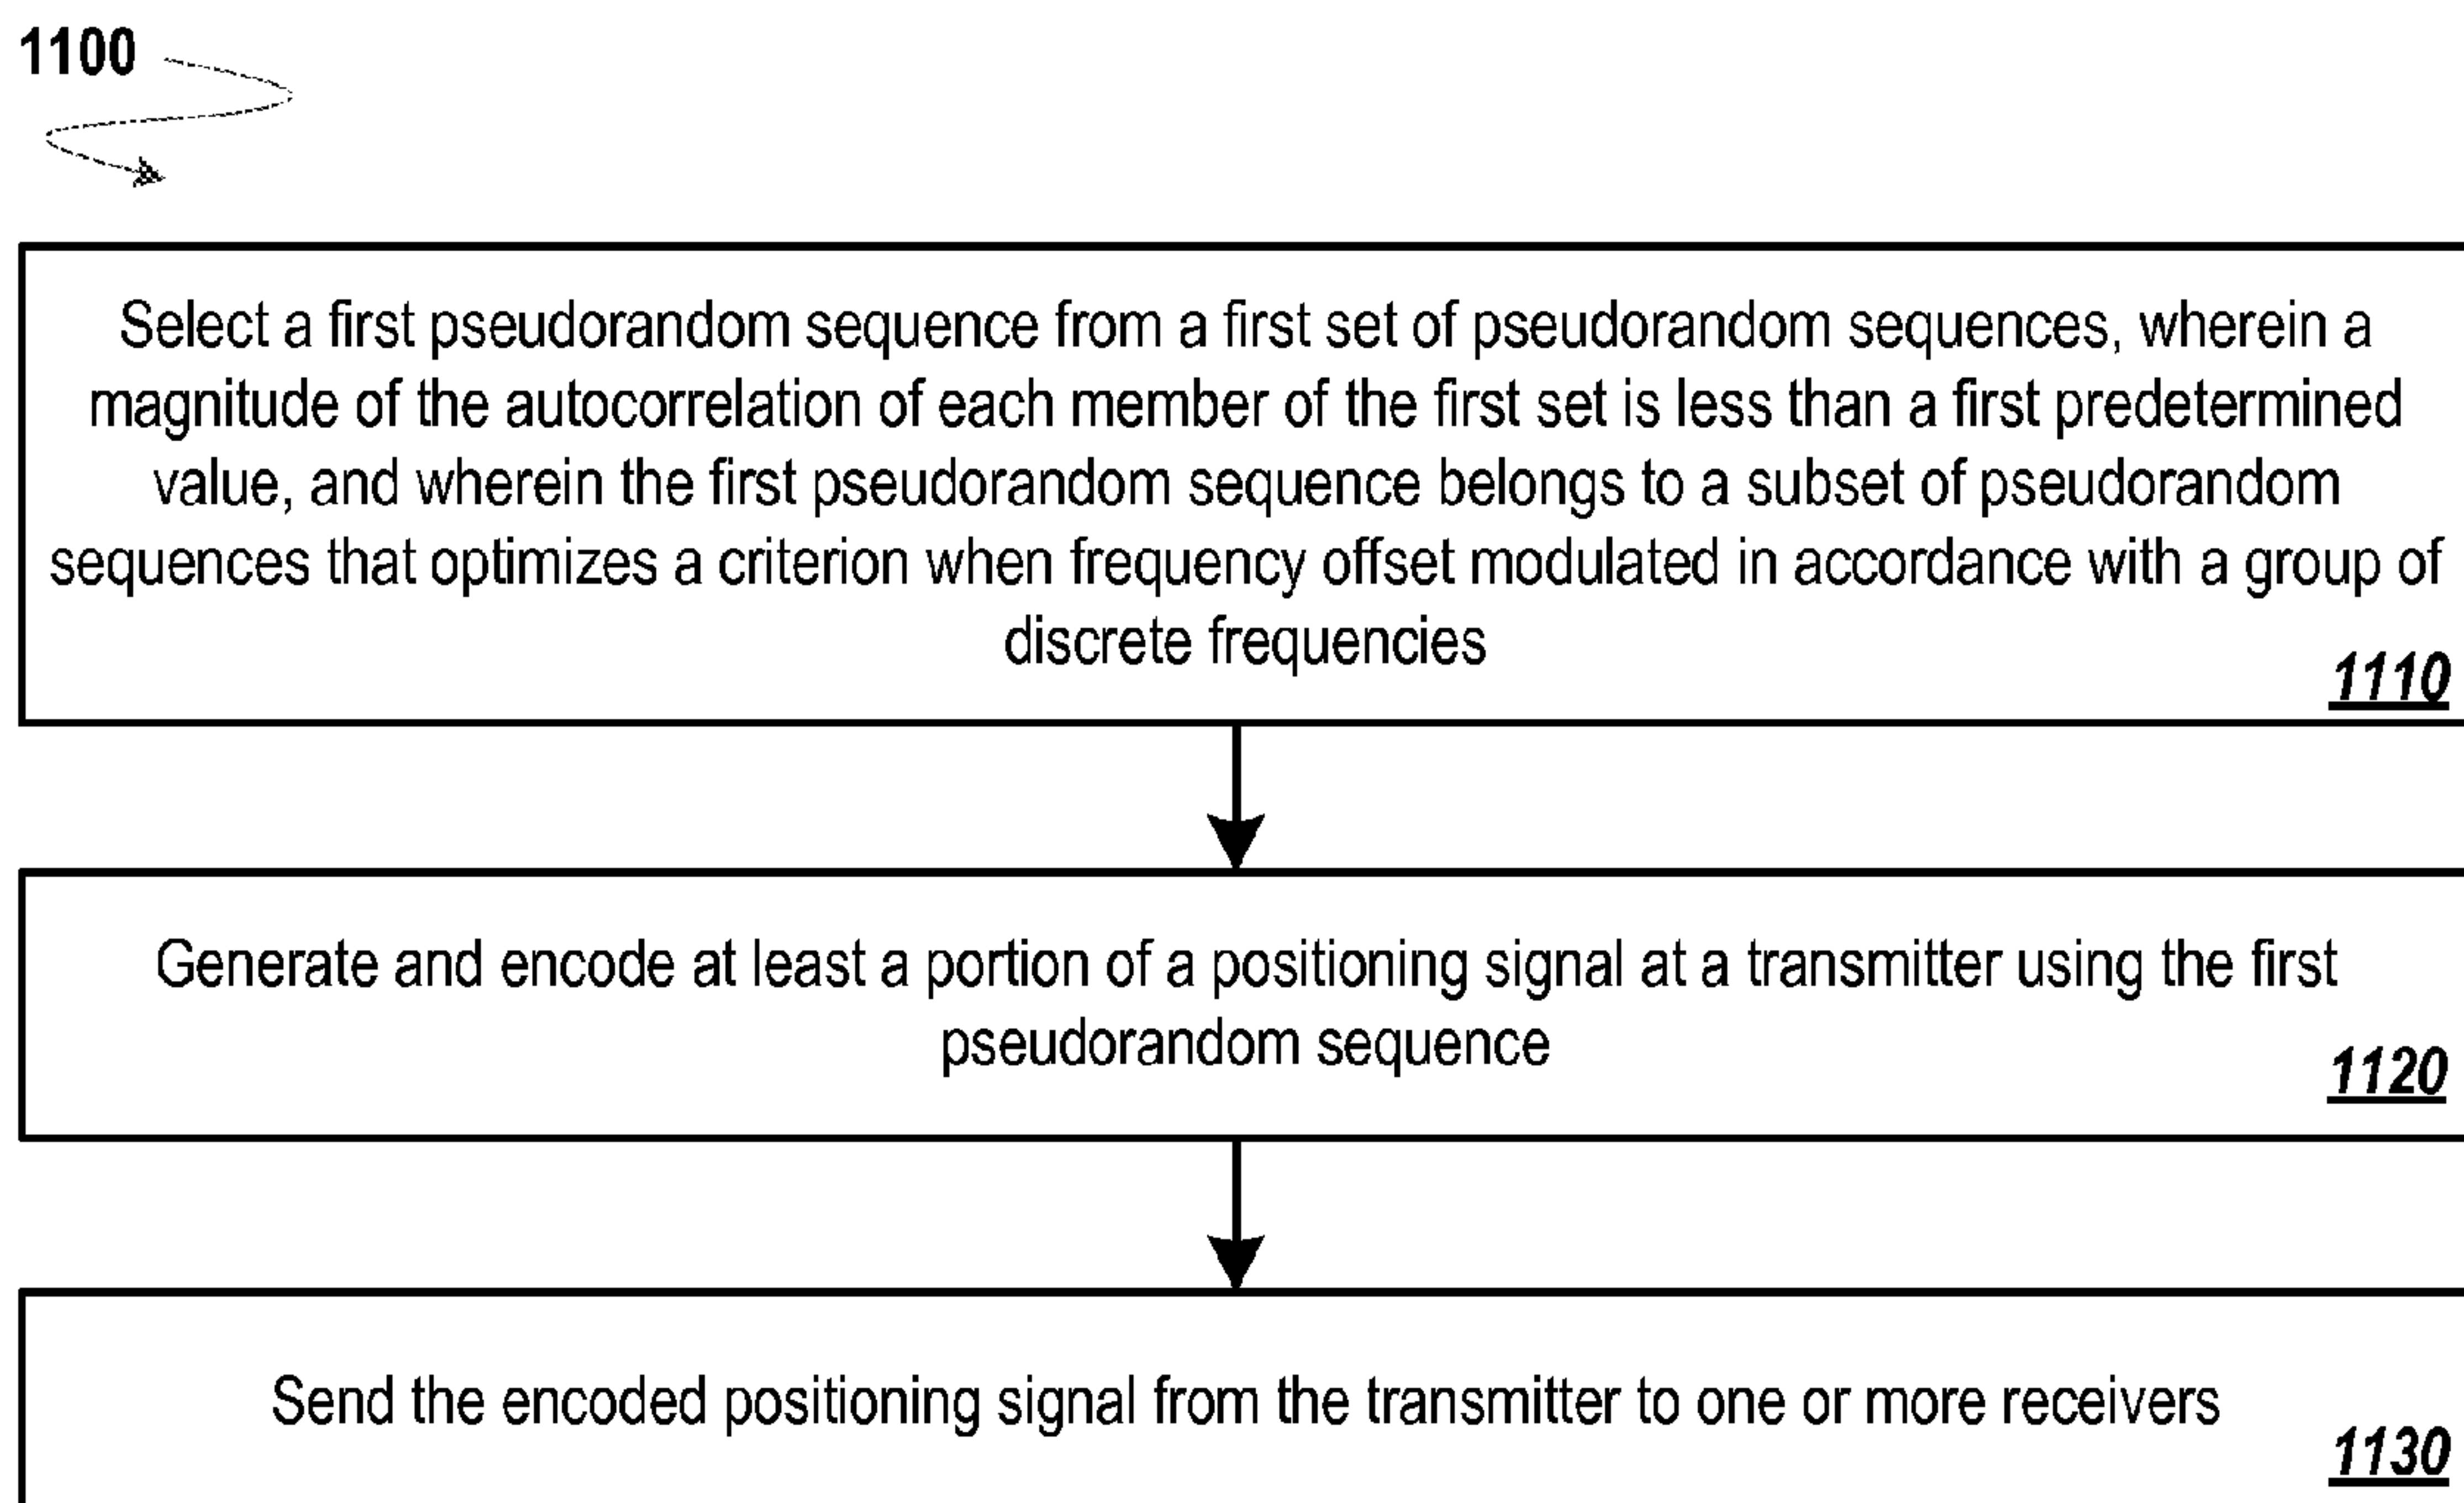 1100
Select a first pseudorandom sequence from a first set of pseudorandom sequences, wherein a
magnitude of the autocorrelation of each member of the first set is less than a first predetermined
value, and wherein the first pseudorandom sequence belongs to a subset of pseudorandom
sequences that optimizes a criterion when frequency offset modulated in accordance with a group of
discrete frequencies
1110
Generate and encode at least a portion of a positioning signal at a transmitter using the first
pseudorandom sequence
1120
Send the encoded positioning signal from the transmitter to one or more receivers
1130